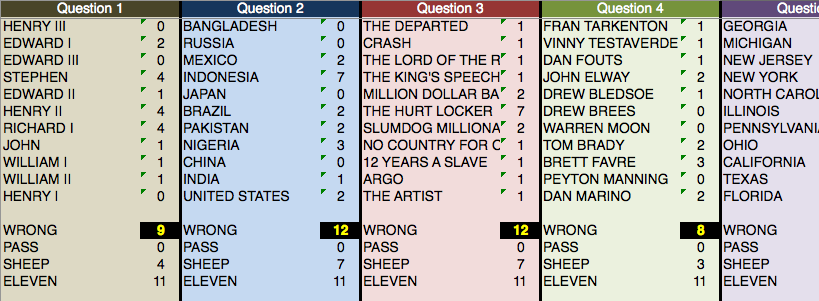 Question 1 Question 2 Question 3 Question 4 Questi
HENRY III 0 BANGLADESH 0 THE DEPARTED 1 FRAN TARKENTON 1 GEORGIA
EDWARD I 2 RUSSIA 0 CRASH 1 VINNY TESTAVERDE 1 MICHIGAN
EDWARD III 0 MEXICO 2 THE LORD OF THE R 1 DAN FOUTS 1 NEW JERSEY
STEPHEN 4 INDONESIA 7 THE KING'S SPEECH 1 JOHN ELWAY 2 NEW YORK
EDWARD II 1 JAPAN 0 MILLION DOLLAR BA 2 DREW BLEDSOE 1 NORTH CAROL
HENRY II 4 BRAZIL 2 THE HURT LOCKER 7 DREW BREES 0 ILLINOIS
RICHARD I 4 PAKISTAN 2 SLUMDOG MILLIONA 2 WARREN MOON 0 PENNSYLVANI
JOHN 1 NIGERIA 3 NO COUNTRY FOR O 1 TOM BRADY 2 OHIO
WILLIAM I 1 CHINA 0 12 YEARS A SLAVE 1 BRETT FAVRE 3 CALIFORNIA
WILLIAM II 1 INDIA 1 ARGO 1 PEYTON MANNING 0 TEXAS
HENRY I 0 UNITED STATES 2 THE ARTIST 1 DAN MARINO 2 FLORIDA
WRONG 9 WRONG 12 WRONG 12 WRONG 8 WRONG
PASS 0 PASS 0 PASS 0 PASS 0 PASS
SHEEP 4 SHEEP 7 SHEEP 7 SHEEP 3 SHEEP
ELEVEN 11 ELEVEN 11 ELEVEN 11 ELEVEN 11 ELEVEN